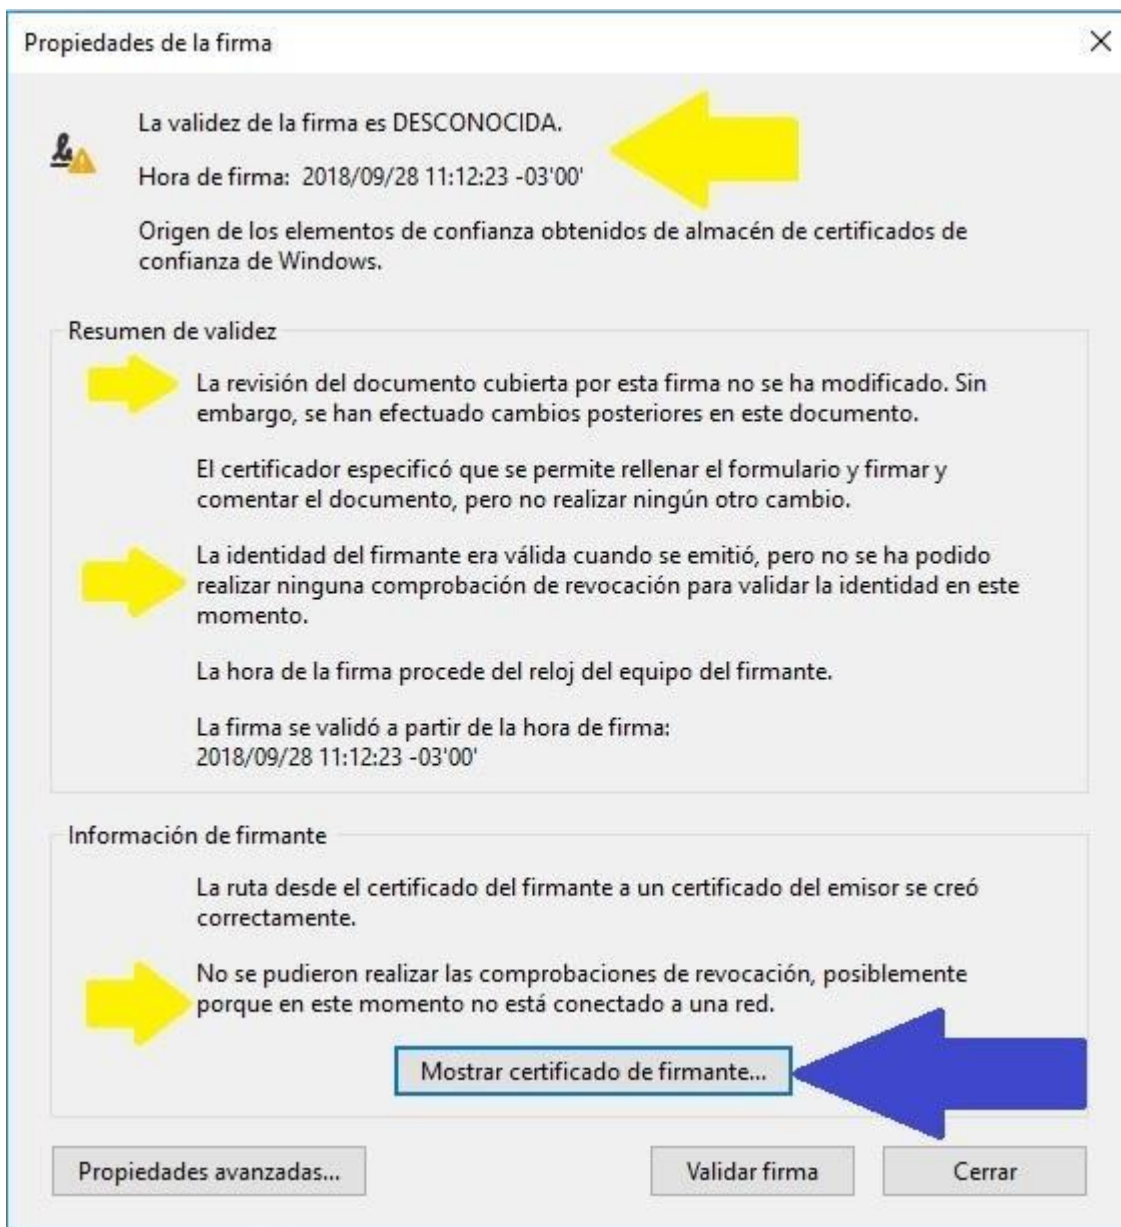 Propiedades de la firma
La validez de la firma es DESCONOCIDA.
Hora de firma: 2018/09/28 11:12:23 -03'00'
Origen de los elementos de confianza obtenidos de almacén de certificados de
confianza de Windows.
Resumen de validez
La revisión del documento cubierta por esta firma no se ha modificado. Sin
embargo, se han efectuado cambios posteriores en este documento.
El certificador especificó que se permite rellenar el formulario y firmar y
comentar el documento, pero no realizar ningún otro cambio.
La identidad del firmante era válida cuando se emitió, pero no se ha podido
realizar ninguna comprobación de revocación para validar la identidad en este
momento.
La hora de la firma procede del reloj del equipo del firmante.
La firma se validó a partir de la hora de firma:
2018/09/28 11:12:23 -03'00'
Información de firmante
La ruta desde el certificado del firmante a un certificado del emisor se creó
correctamente.
No se pudieron realizar las comprobaciones de revocación, posiblemente
porque en este momento no está conectado a una red.
Mostrar certificado de firmante...
Propiedades avanzadas... Validar firma Cerrar